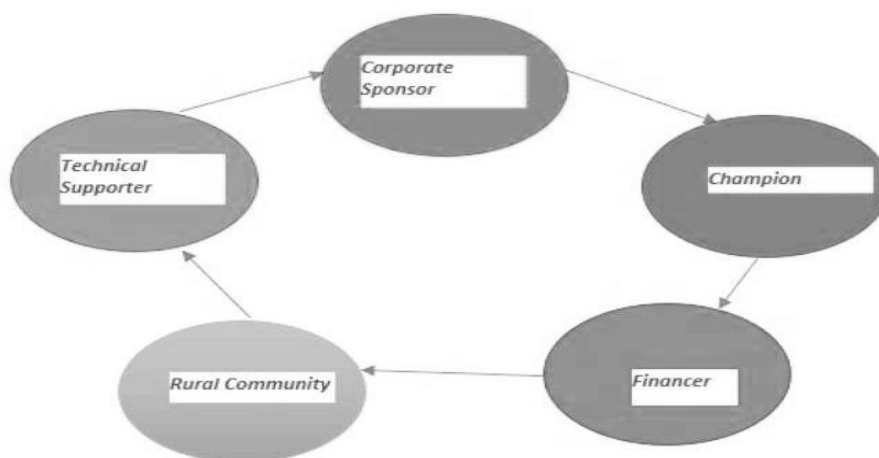 Corporate
Sponsor
Technical
Supporter
Champion
Rural Community
Financer